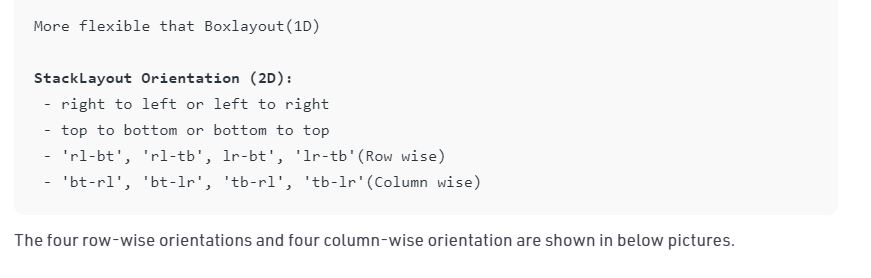 More flexible that Boxlayout(1D)
StackLayout Orientation (2D):
- right to left or left to right
- top to bottom or bottom to top
- 'rl-bt', 'rl-tb', lr-bt', 'lr-tb'(Row wise)
- 'bt-rl', 'bt-lr', 'tb-rl', 'tb-lr'(Column wise)
The four row-wise orientations and four column-wise orientation are shown in below pictures.